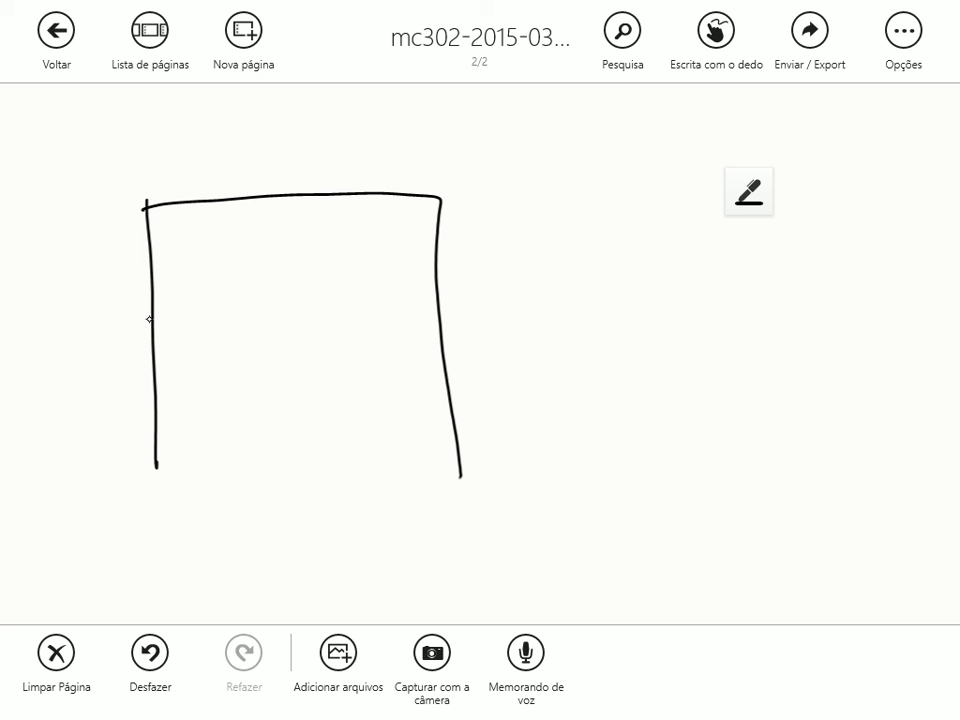 Voltar
Lista de páginas
Nova página
mc302-2015-03...
2/2
Pesquisa
Escrita com o dedo
Enviar / Export
Opções
Limpar Página
Desfazer
Refazer
Adicionar arquivos
Capturar com a
câmera
Memorando de
voz